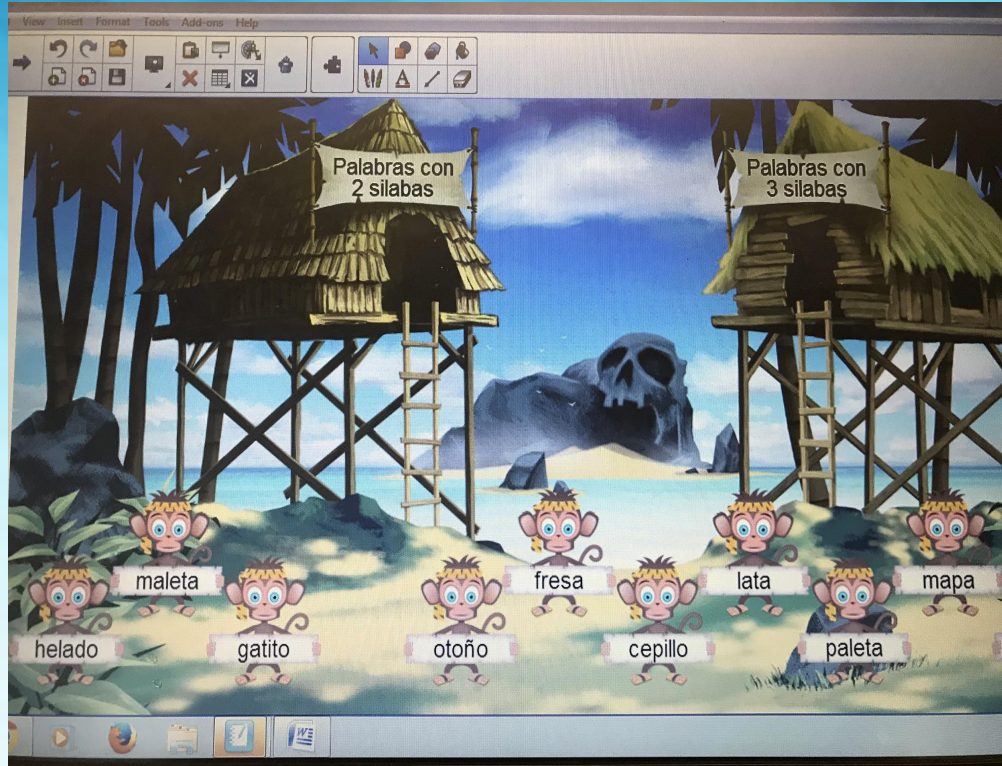 View Insert Format Tools Add-ons Help
Palabras con
2 silabas
Palabras con
3 silabas
maleta
fresa
lata
mapa
helado
gatito
otoño
cepillo
paleta